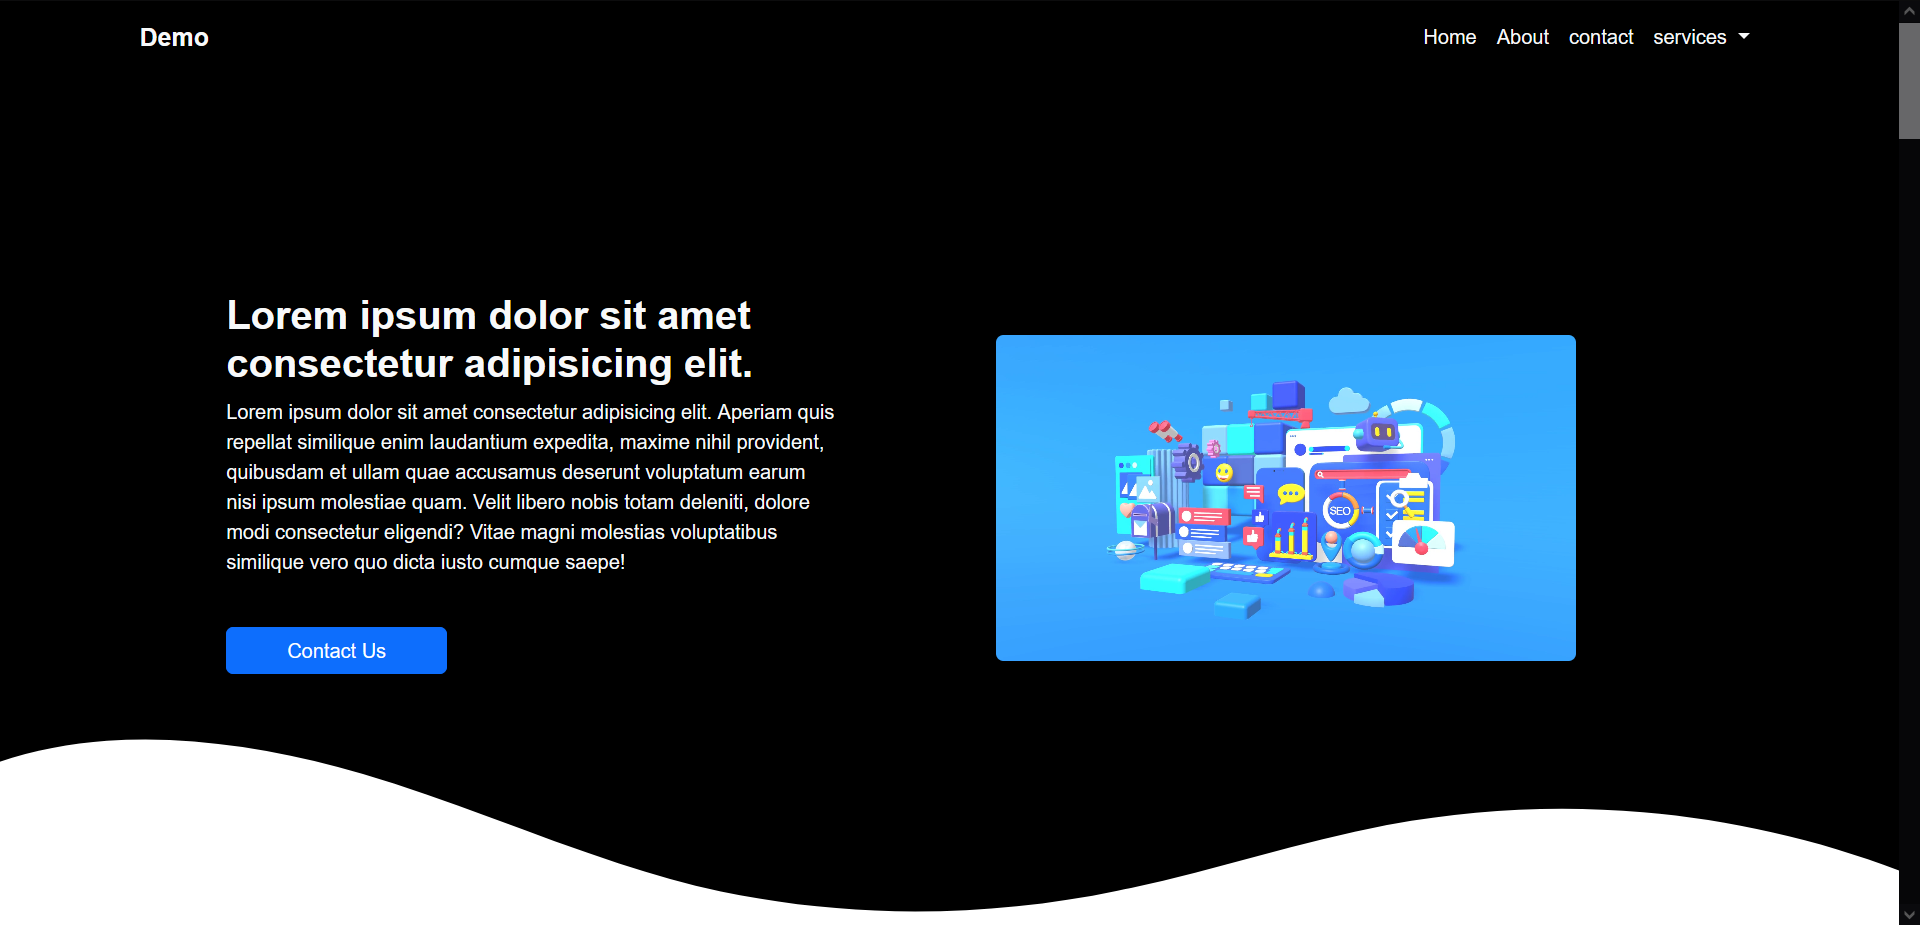 Demo
Home About contact services
Lorem ipsum dolor sit amet
consectetur adipisicing elit.
Lorem ipsum dolor sit amet consectetur adipisicing elit. Aperiam quis
repellat similique enim laudantium expedita, maxime nihil provident,
quibusdam et ullam quae accusamus deserunt voluptatum earum
nisi ipsum molestiae quam. Velit libero nobis totam deleniti, dolore
modi consectetur eligendi? Vitae magni molestias voluptatibus
similique vero quo dicta iusto cumque saepe!
Contact Us
SEO